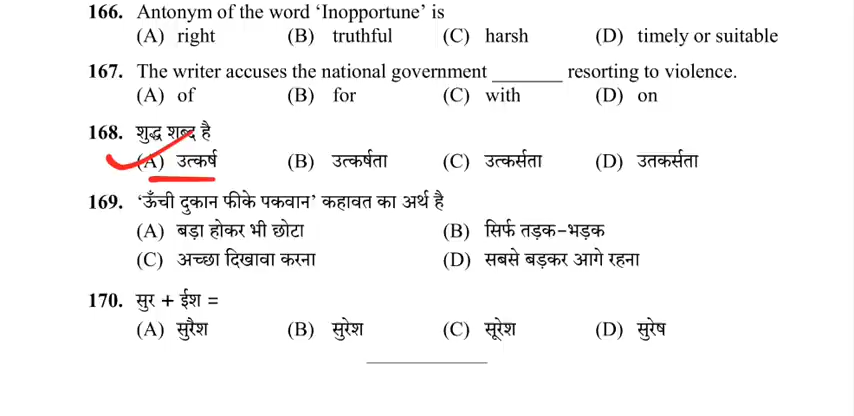 166. Antonym of the word ‘Inopportune’ is
(A) right (B) truthful (C) harsh (D) timely or suitable
167. The writer accuses the national government _______ resorting to violence.
(A) of (B) for (C) with (D) on
168. शुद्ध शब्द है
(A) उत्कर्ष (B) उत्कर्षता (C) उत्कर्सता (D) उतकर्सता
169. ‘ऊँची दुकान फीके पकवान’ कहावत का अर्थ है
(A) बड़ा होकर भी छोटा (B) सिर्फ तड़क-भड़क
(C) अच्छा दिखावा करना (D) सबसे बड़कर आगे रहना
170. सुर + ईश =
(A) सुरैश (B) सुरेश (C) सूरेश (D) सुरेष